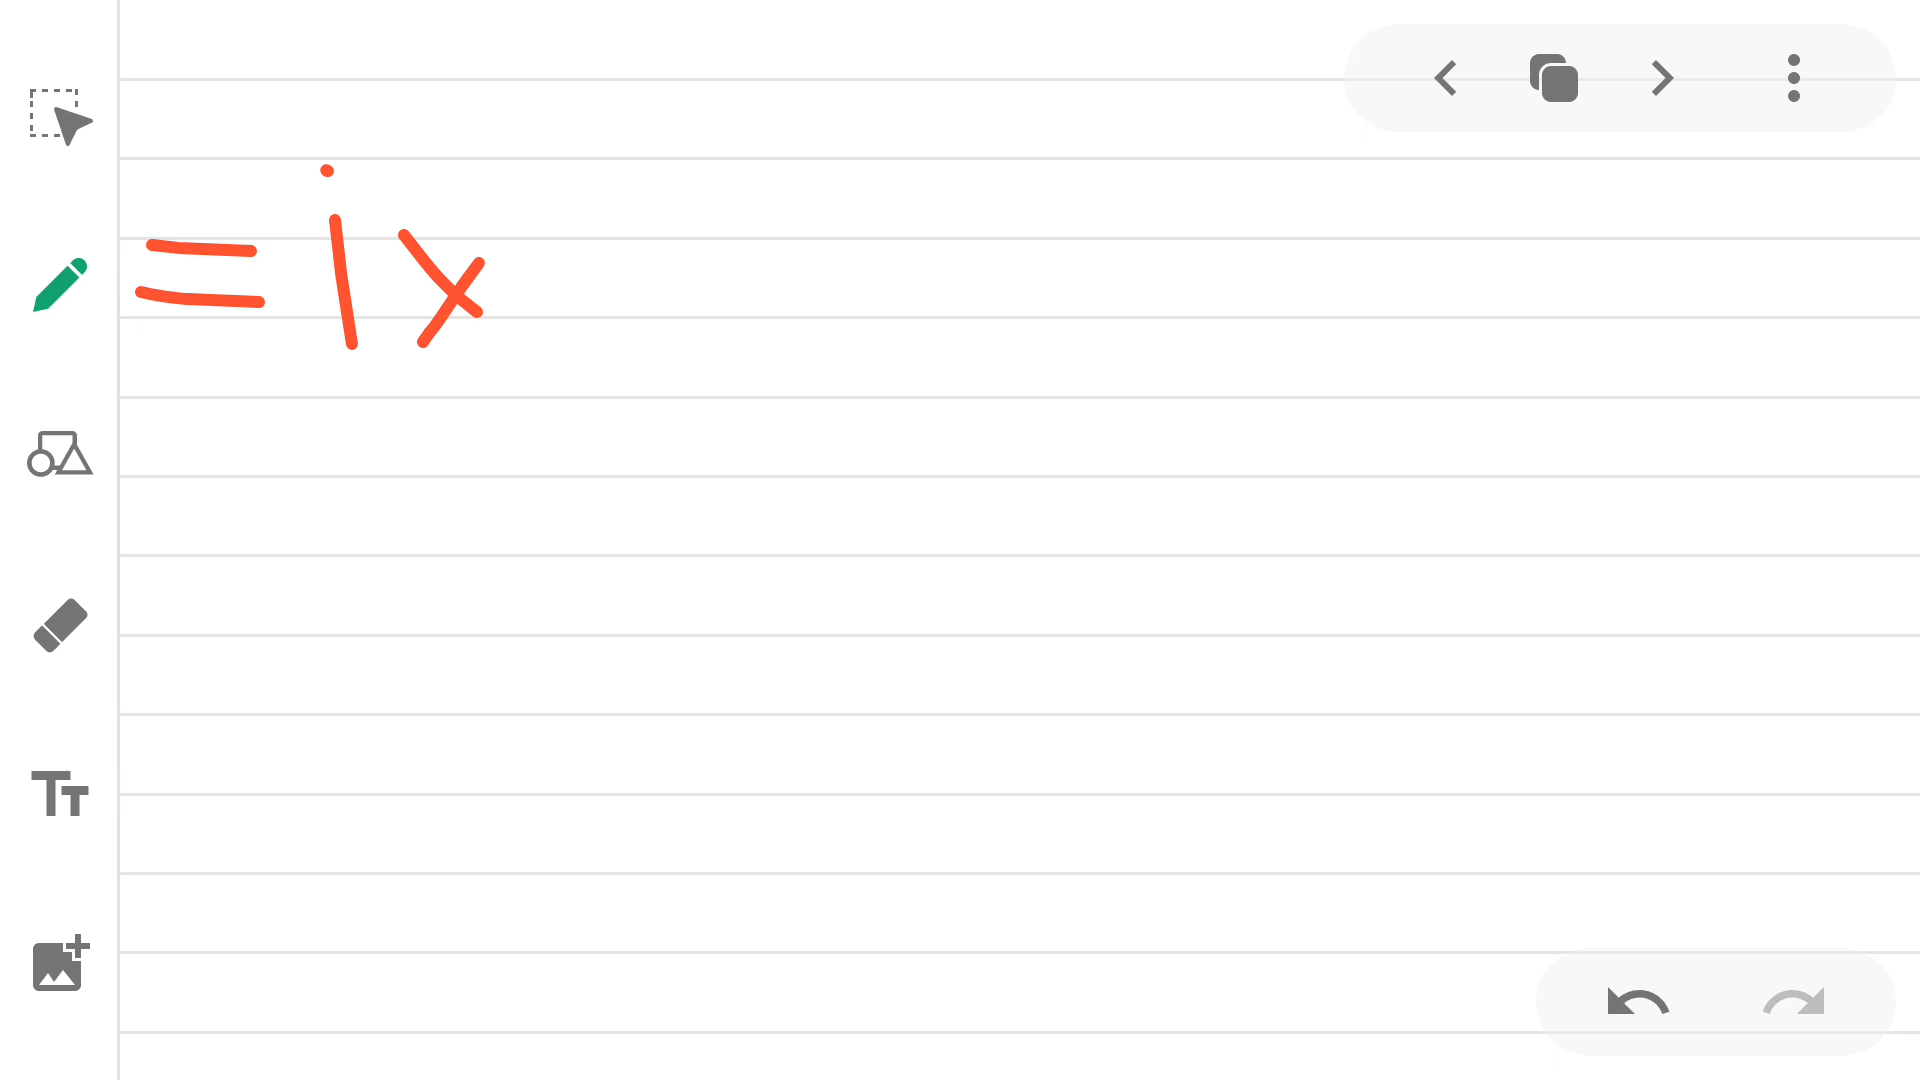 = ix